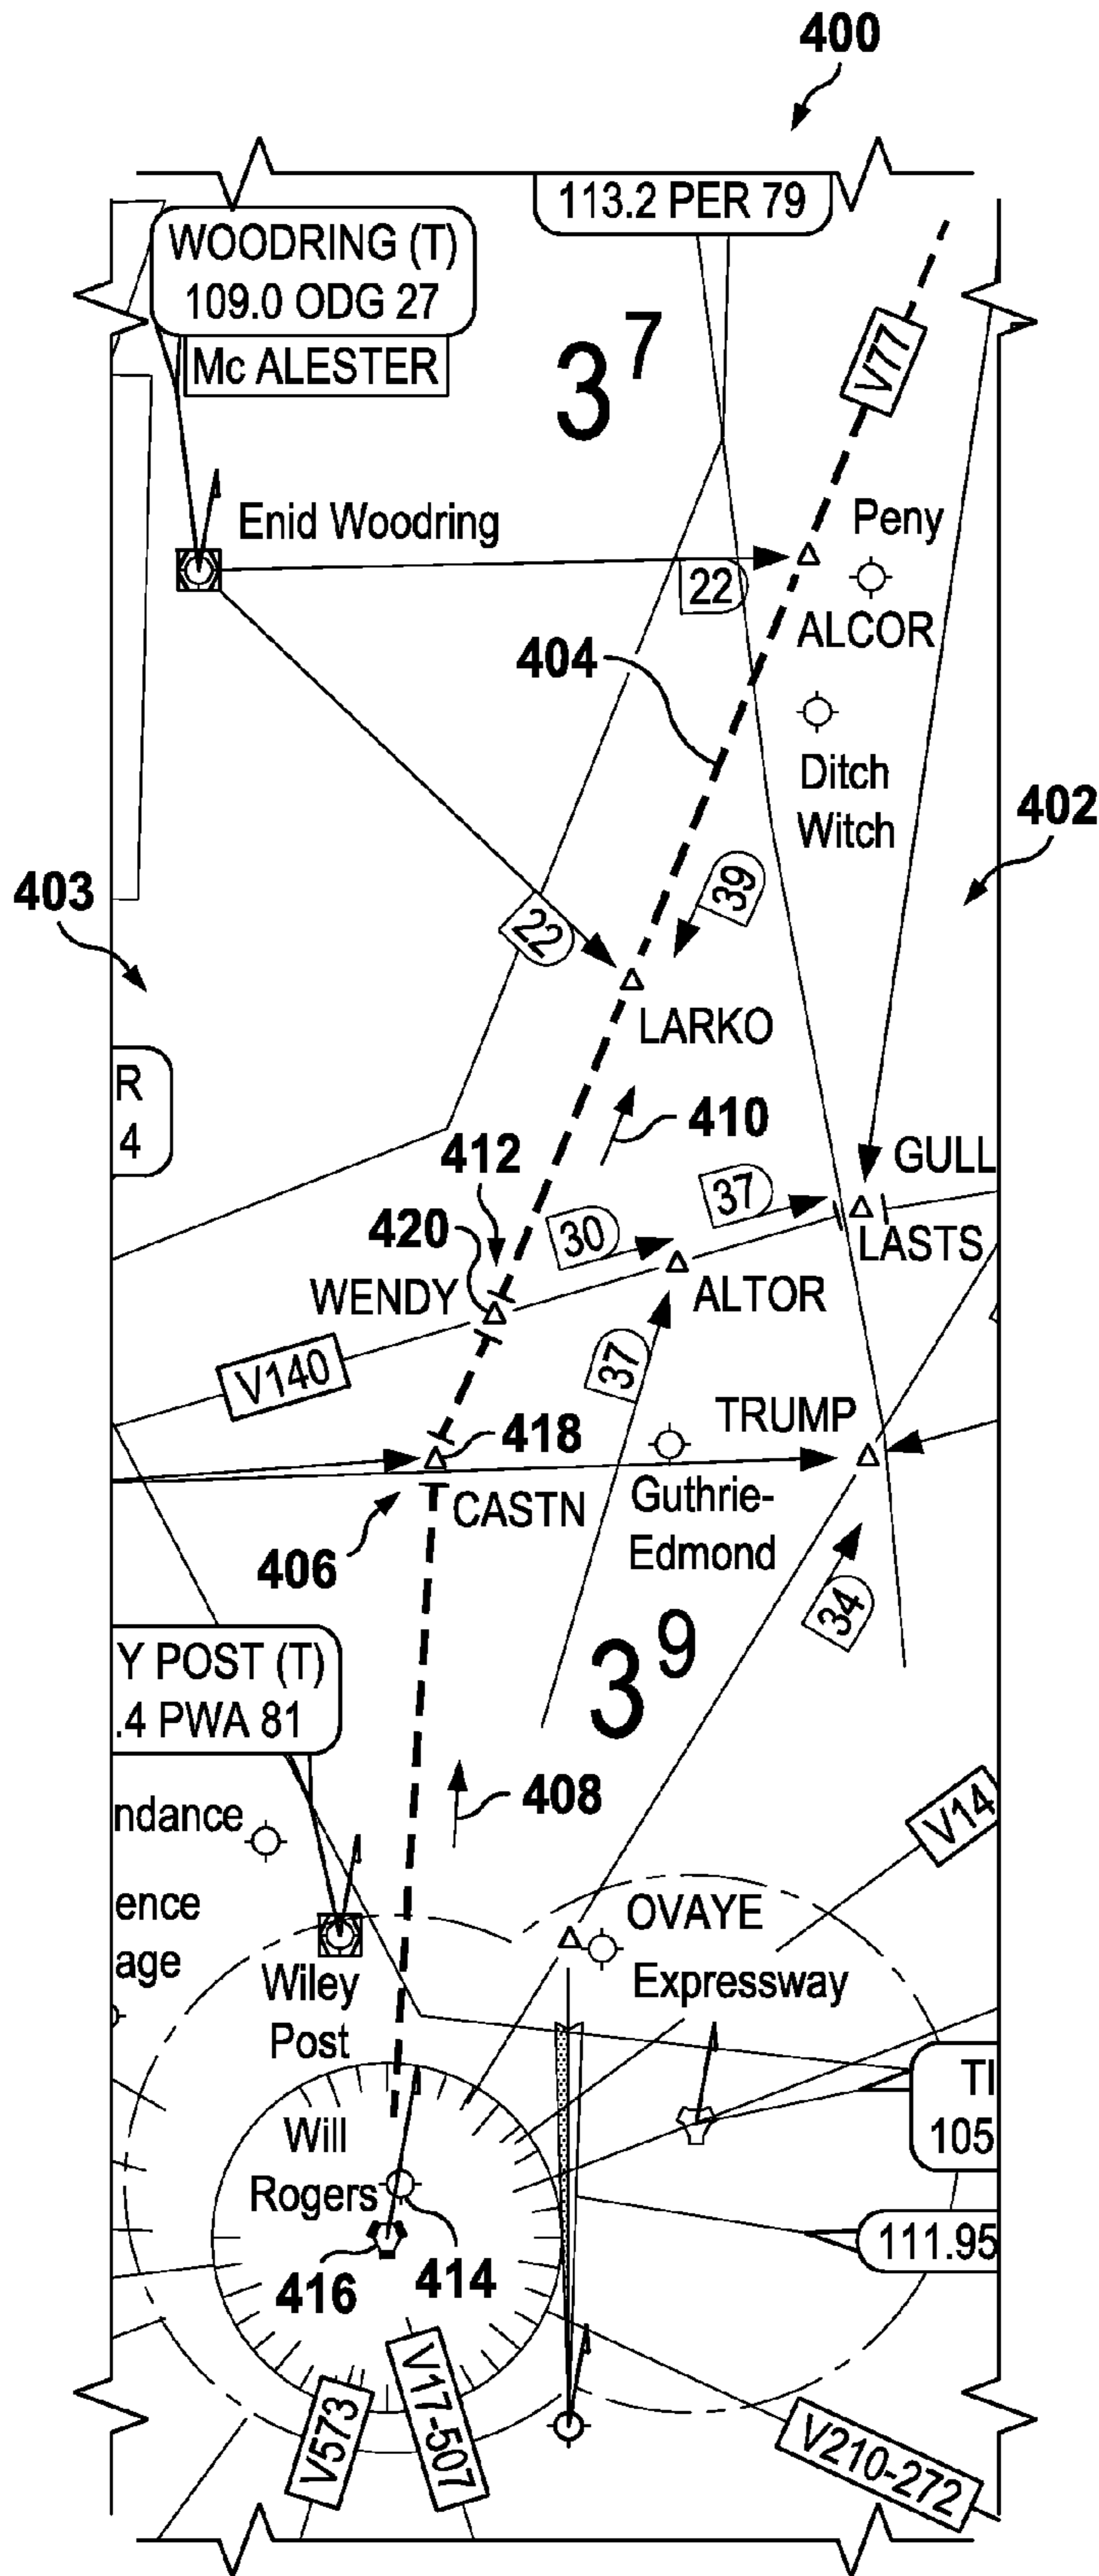 400
113.2 PER 79
WOODRING (T)
109.0 ODG 27
Mc ALESTER
3 7
V77
Enid Woodring
Peny
22
ALCOR
404
Ditch
Witch
402
403
39
22
LARKO
R
4
410
412
GULL
37
420
30
LASTS
WENDY
ALTOR
V140
37
TRUMP
418
CASTN
Guthrie-
Edmond
406
34
Y POST (T)
.4 PWA 81
3 9
408
ndance
V14
ence
age
OVAYE
Wiley
Post
Expressway
TI
105
Will
Rogers
111.95
416
414
V573
V17-507
V210-272